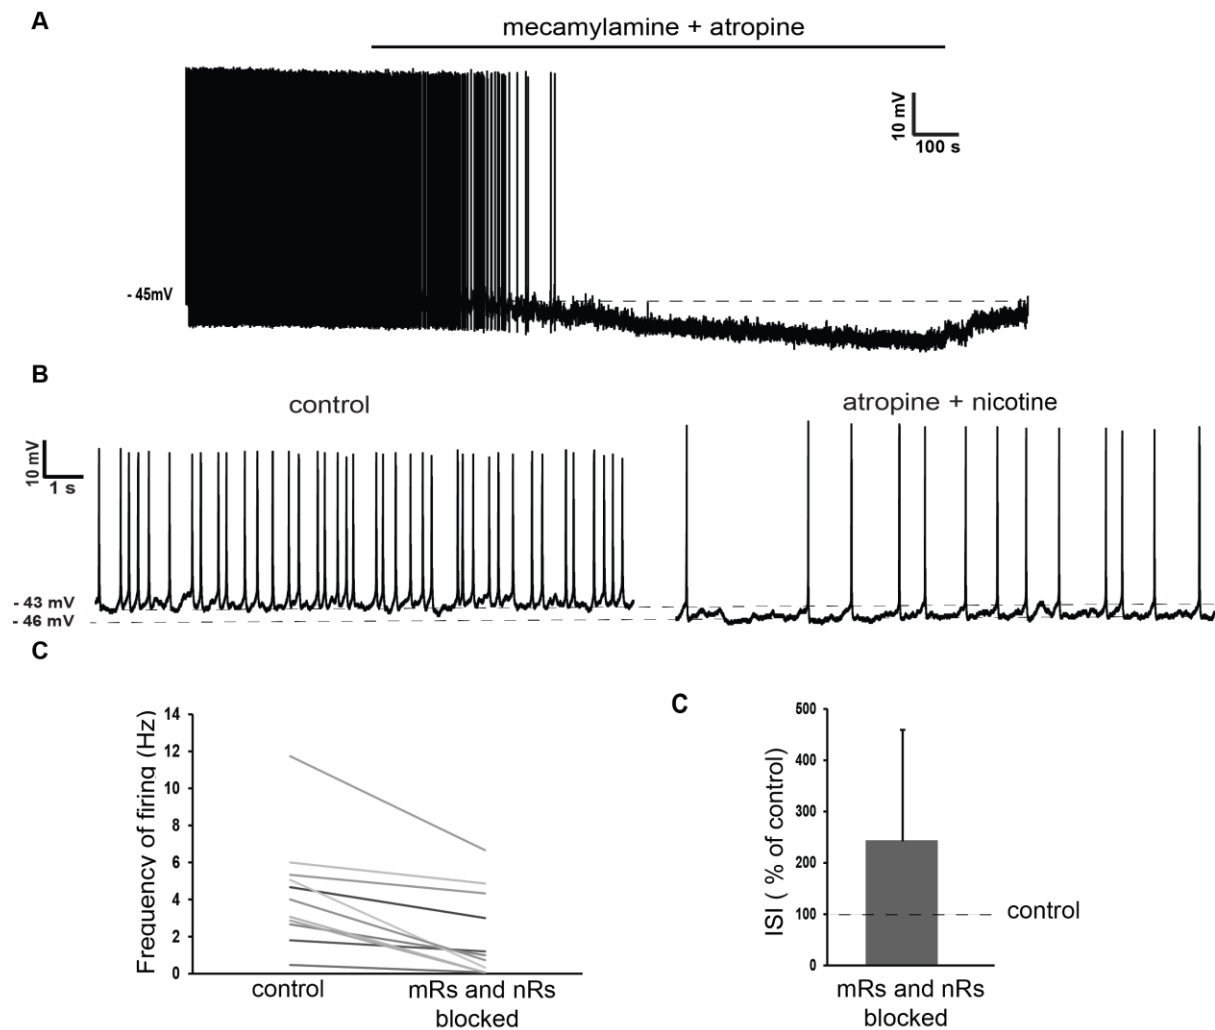 A
mecamylamine + atropine
10 mV
100 s
- 45mV
B
control
atropine + nicotine
10 mV
1 s
- 43 mV
- 46 mV
C
Frequency of firing (Hz)
14
12
10
8
6
4
2
0
control
mRs and nRs
blocked
C
ISI ( % of control)
500
400
300
200
100
0
control
mRs and nRs
blocked